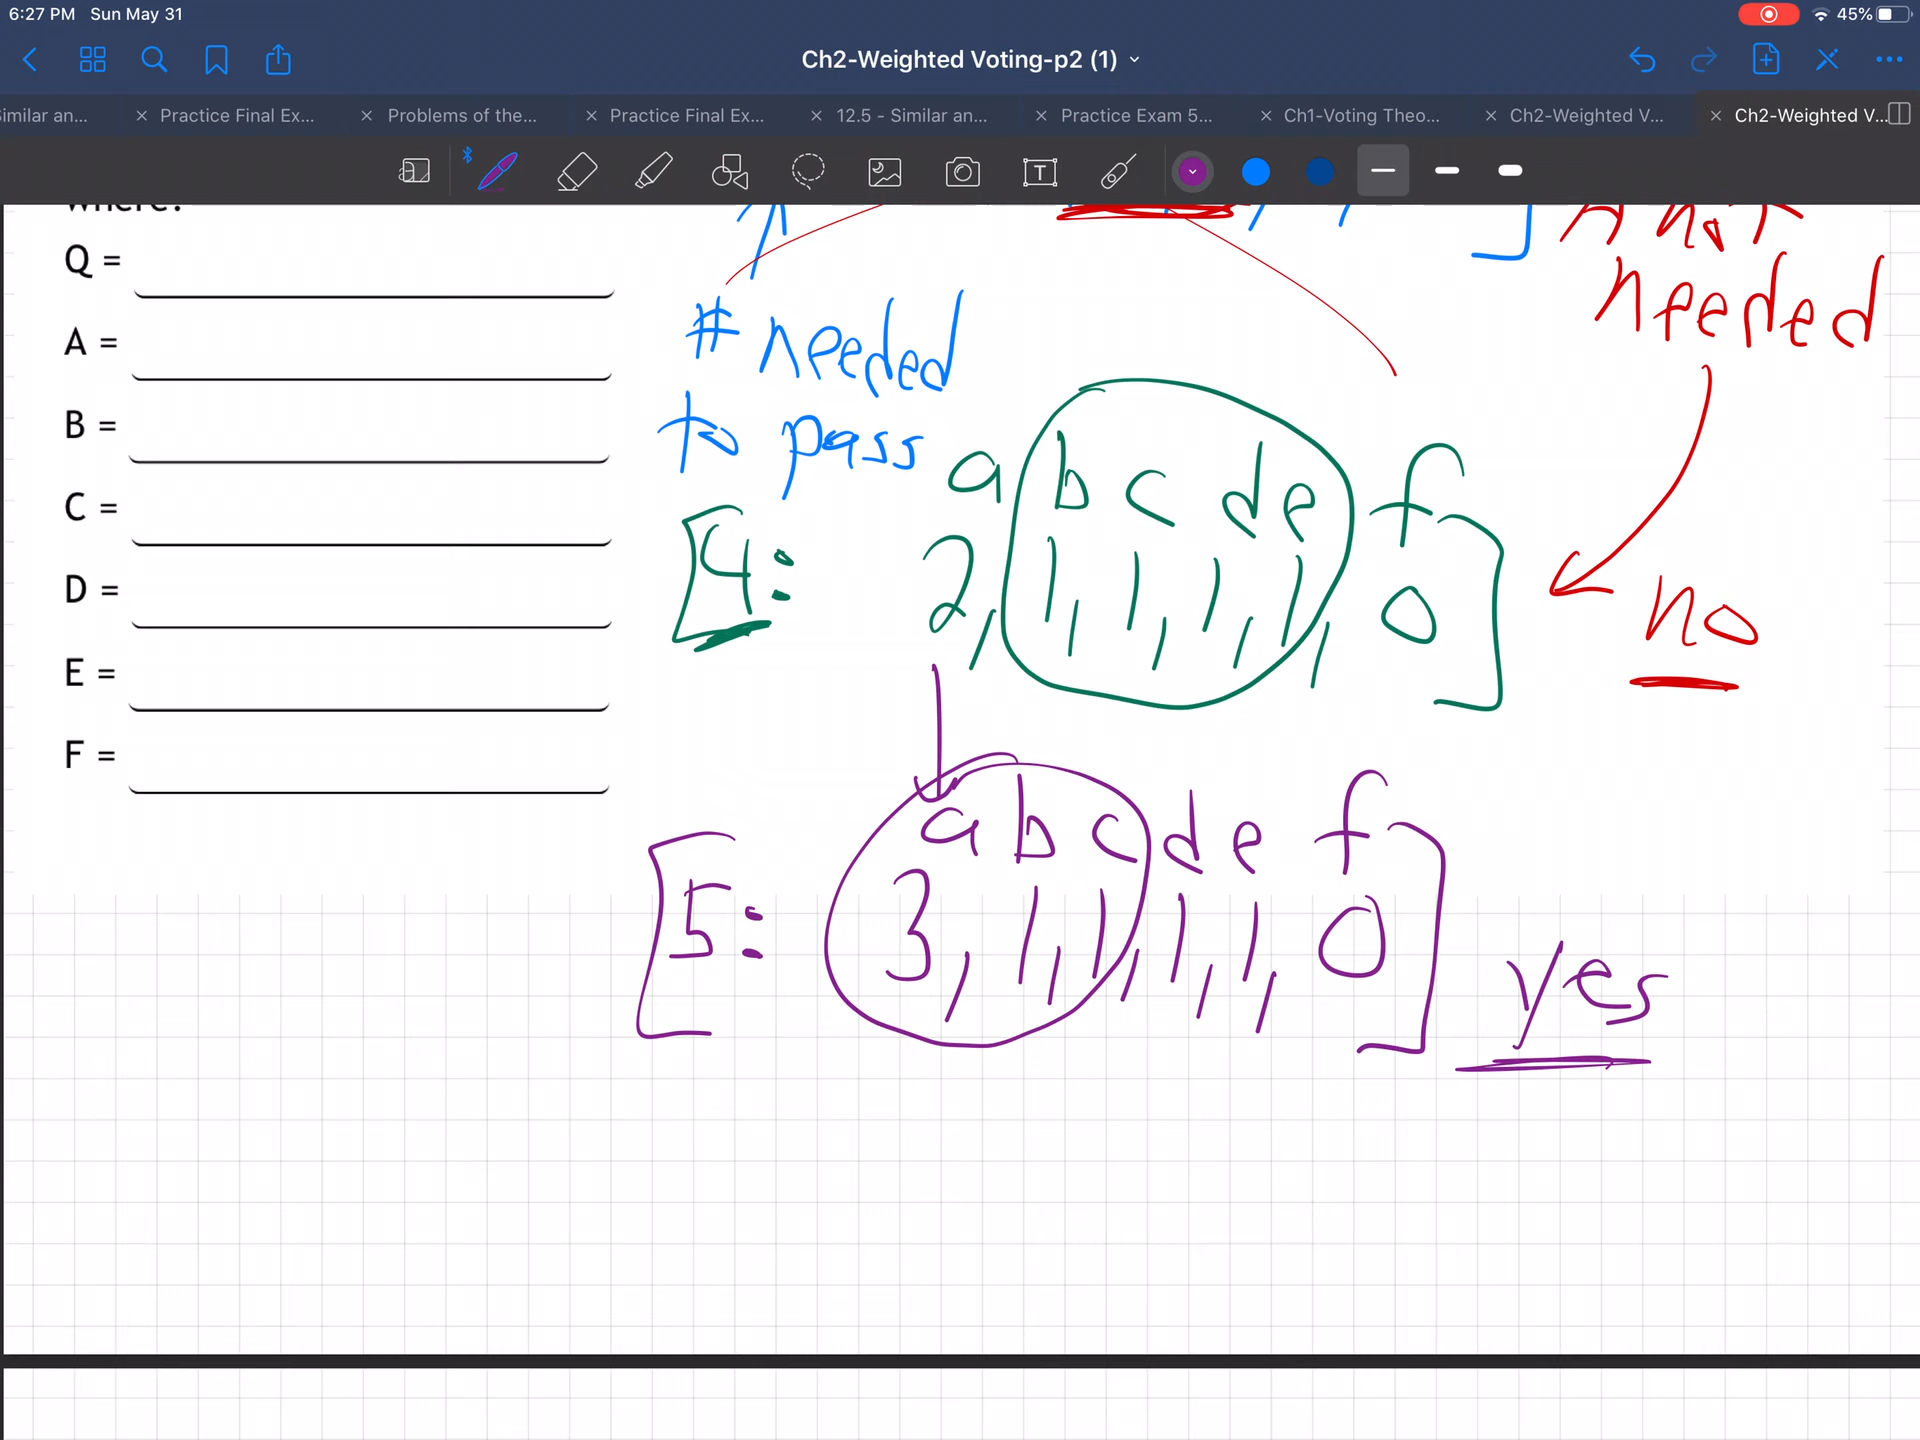 6:27 PM Sun May 31
45%
Ch2-Weighted Voting-p2 (1)
imilar an...
Practice Final Ex...
Problems of the...
Practice Final Ex...
12.5 - Similar an...
Practice Exam 5...
Ch1-Voting Theo...
Ch2-Weighted V...
Ch2-Weighted V...
where:
Q =
A =
B =
C =
D =
E =
F =
needed
# needed
to pass
a b c d e f
[4: 2, 1, 1, 1, 1, 0]
no
a b c d e f
[5: 3, 1, 1, 1, 1, 0]
yes